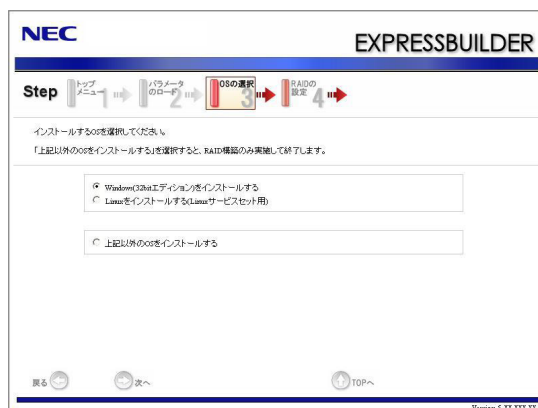 NEC
EXPRESSBUILDER
Step トップメニュー 1 パラメータのロード 2 OSの選択 3 RAIDの設定 4
インストールするOSを選択してください。
「上記以外のOSをインストールする」を選択すると、RAID構築のみ実施して終了します。
Windows(32bitエディション)をインストールする
Linuxをインストールする(Linuxサービスセット用)
上記以外のOSをインストールする
戻る 次へ TOPへ